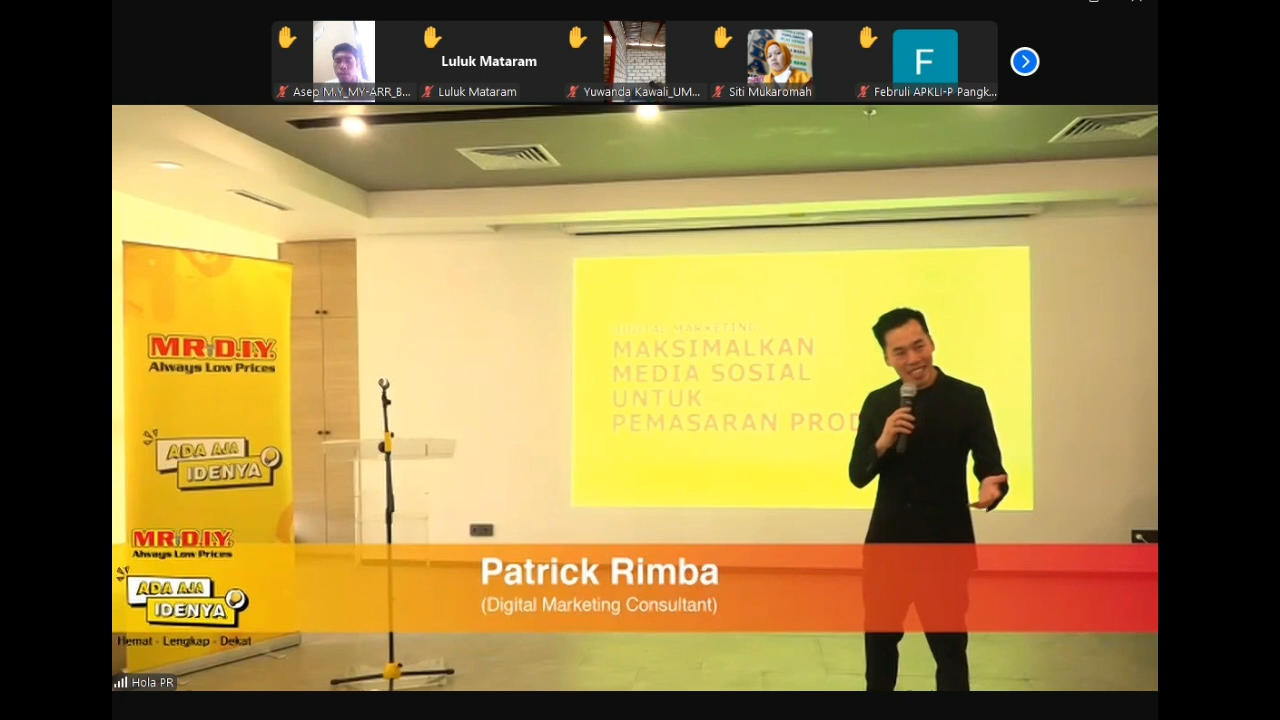 Luluk Mataram
Asep M.Y_MY-ARR_B...
Luluk Mataram
Yuwanda Kawali_UM...
Siti Mukaromah
F
Februli APKLI-P Pangk...
MR.D.I.Y.
Always Low Prices
ADA AJA
IDENYA
DIGITAL MARKETING
MAKSIMALKAN
MEDIA SOSIAL
UNTUK
PEMASARAN PROD
MR.D.I.Y.
Always Low Prices
ADA AJA
IDENYA
Hemat - Lengkap - Dekat
Patrick Rimba
(Digital Marketing Consultant)
Hola PR